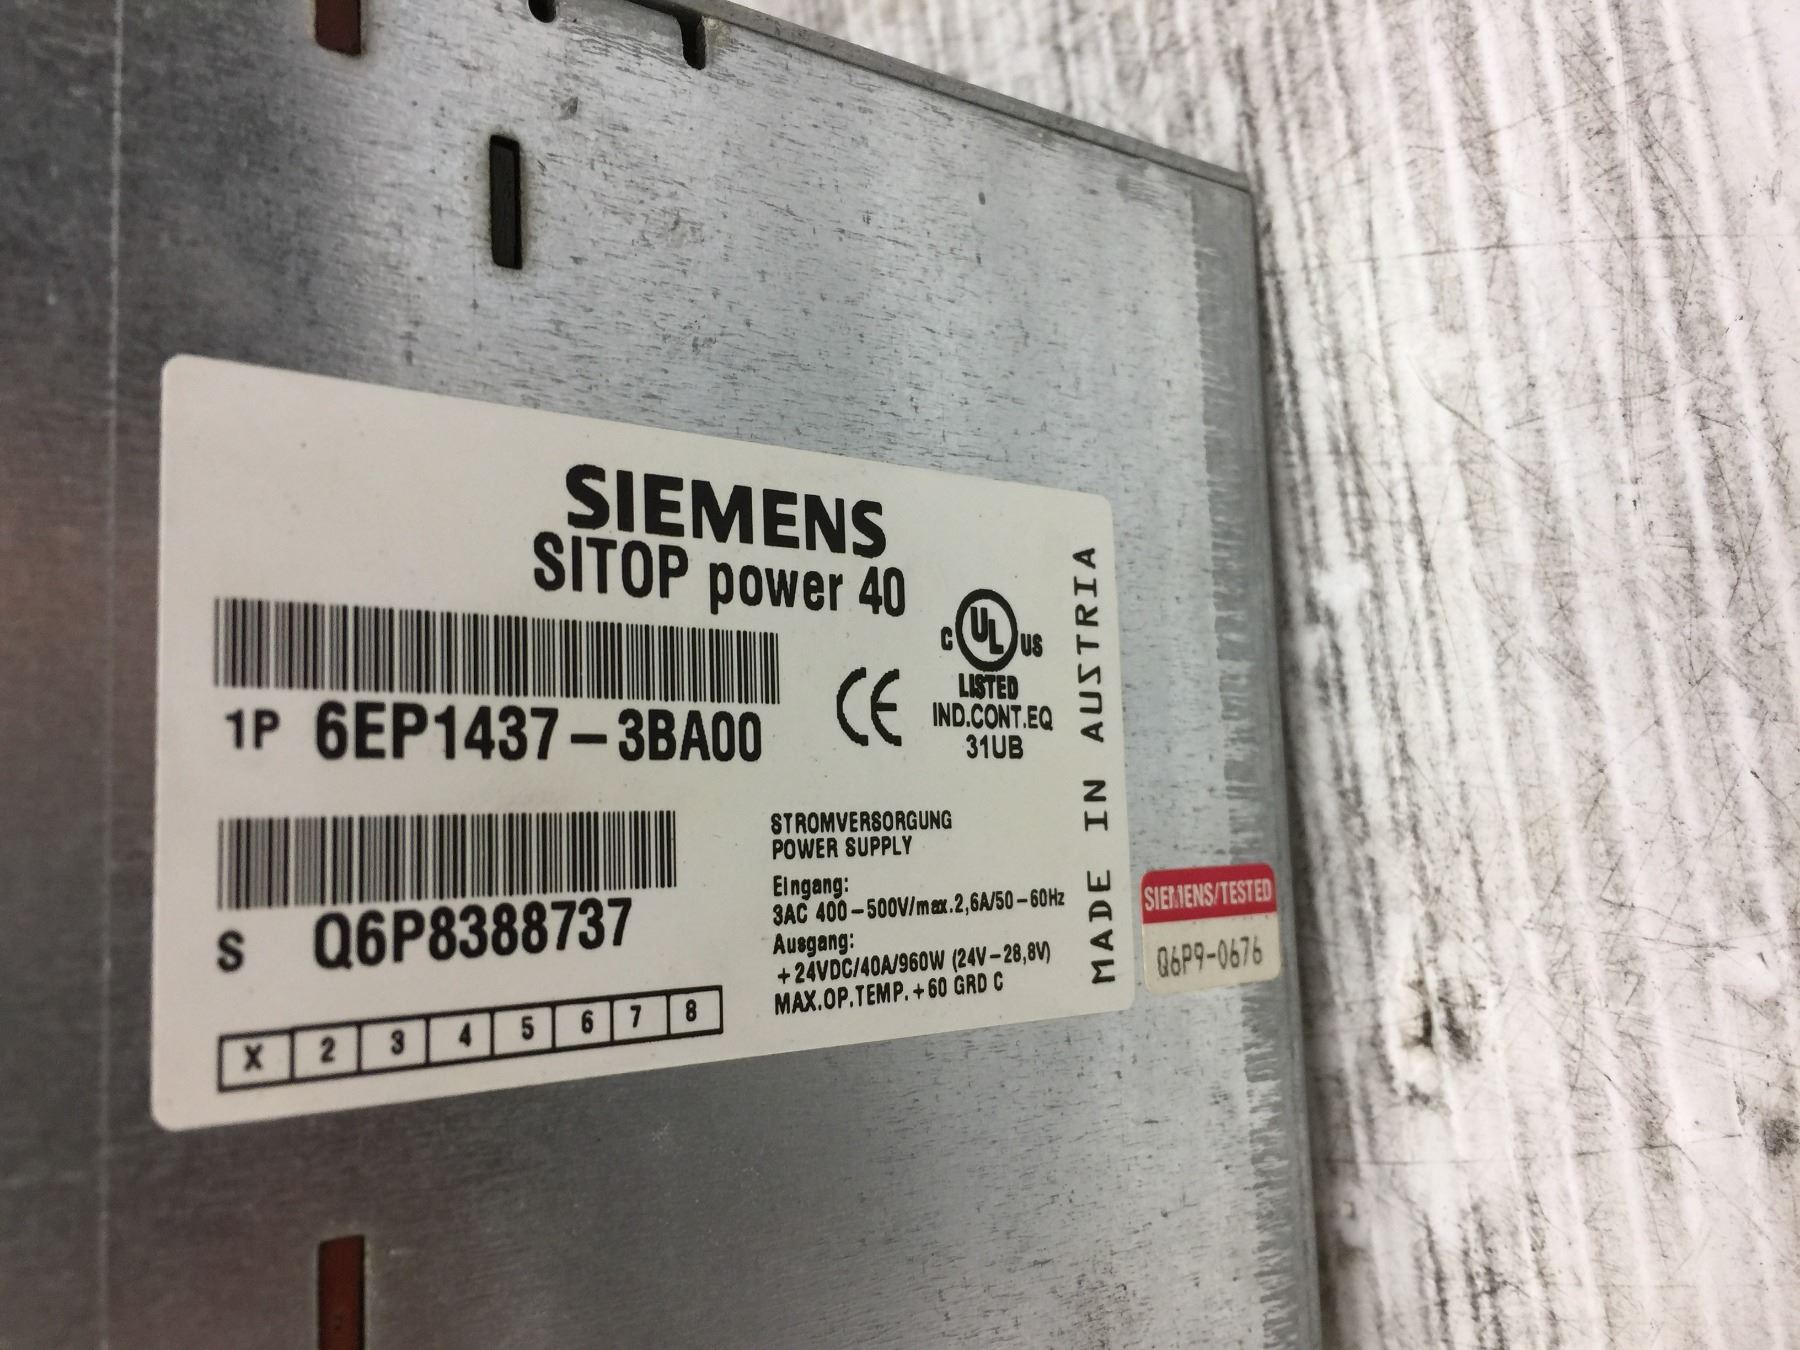 SIEMENS
SITOP power 40
1P 6EP1437-3BA00
S Q6P8388737
X 2 3 4 5 6 7 8
C UL US
LISTED
IND.CONT.EQ
31UB
CE
STROMVERSORGUNG
POWER SUPPLY
Eingang:
3AC 400-500V/max.2,6A/50-60Hz
Ausgang:
+24VDC/40A/960W (24V-28,8V)
MAX.OP.TEMP.+60 GRD C
MADE IN AUSTRIA
SIEMENS/TESTED
Q6P9-0676